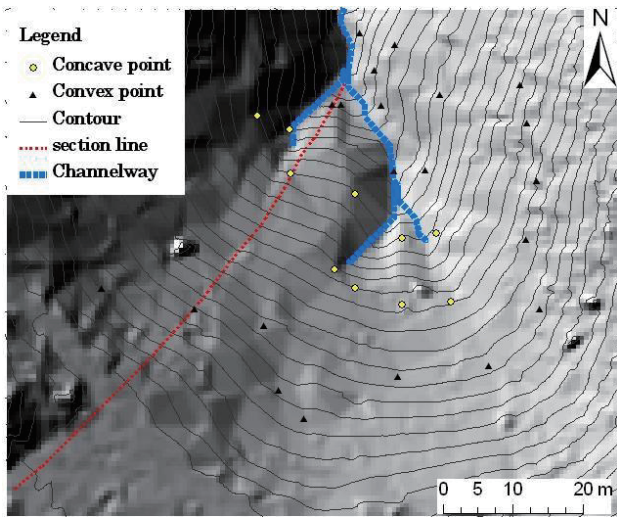 Legend
Concave point
Convex point
Contour
section line
Channelway
N
0 5 10 20 m